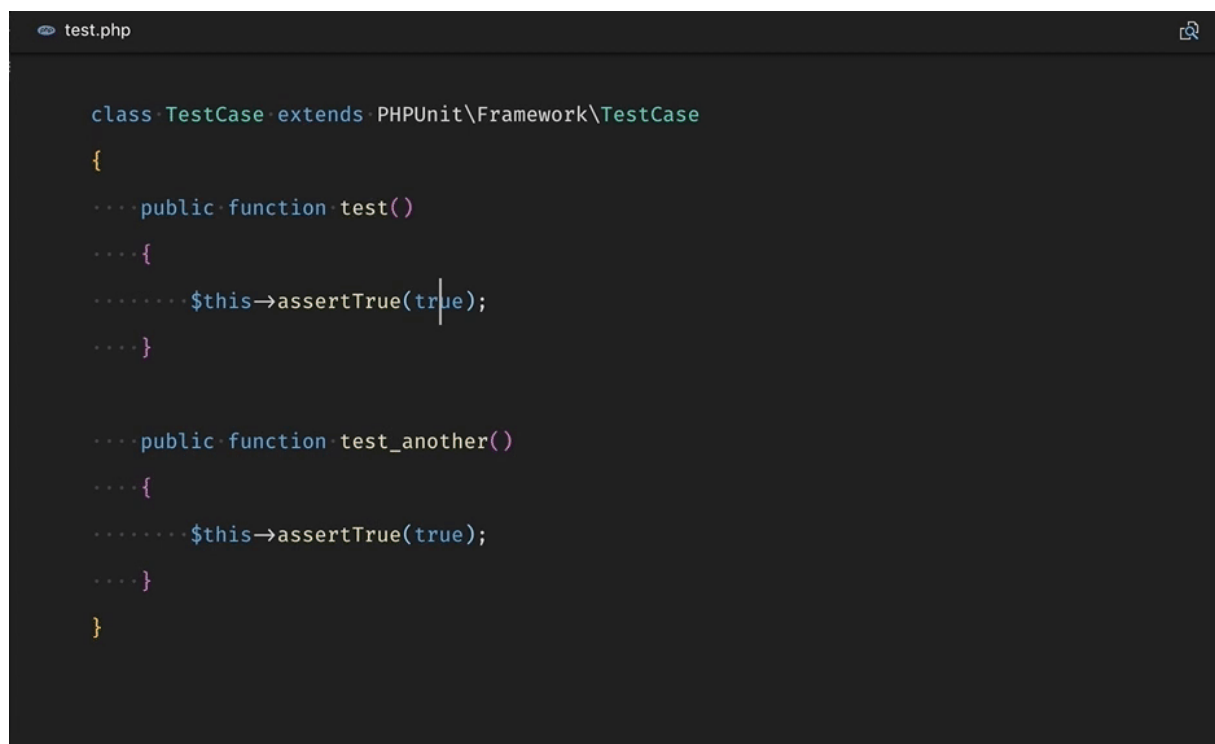 test.php
class TestCase extends PHPUnit\Framework\TestCase
{
    public function test()
    {
        $this->assertTrue(true);
    }
    public function test_another()
    {
        $this->assertTrue(true);
    }
}